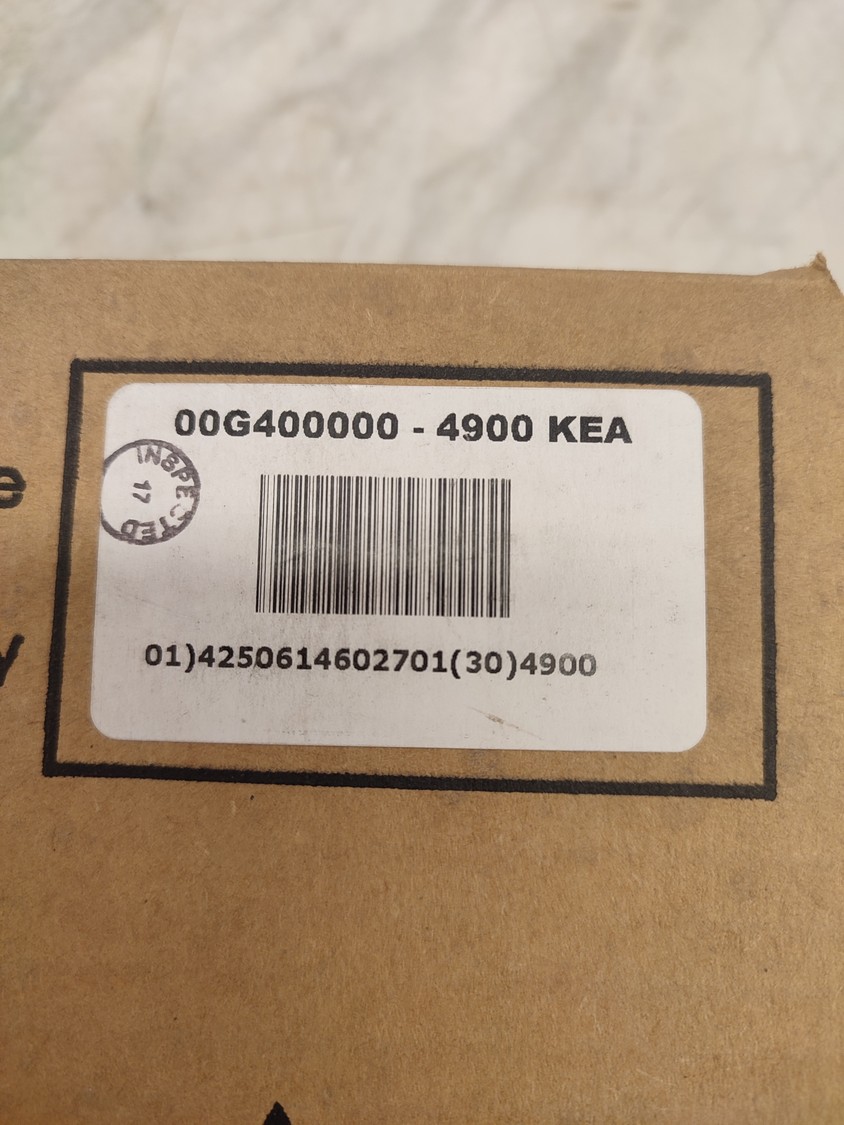 00G400000 - 4900 KEA
INSPECTED
17
01)4250614602701(30)4900
e
y